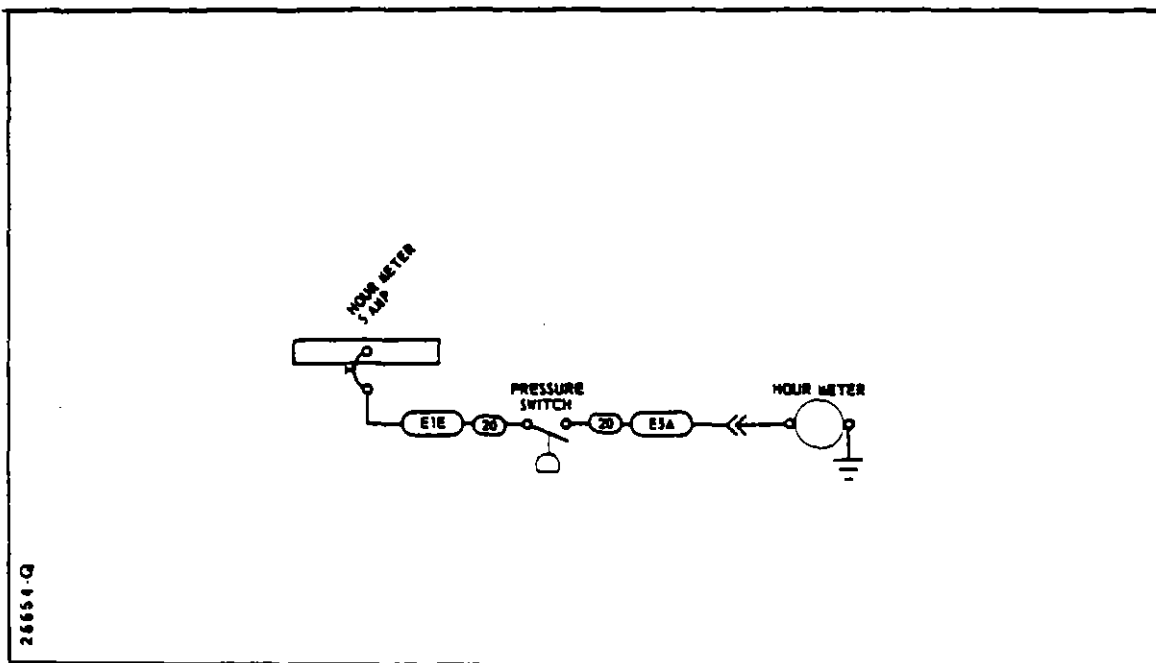 HOUR METER
5 AMP
PRESSURE
SWITCH
HOUR METER
E1E
20
20
E5A
26654-Q